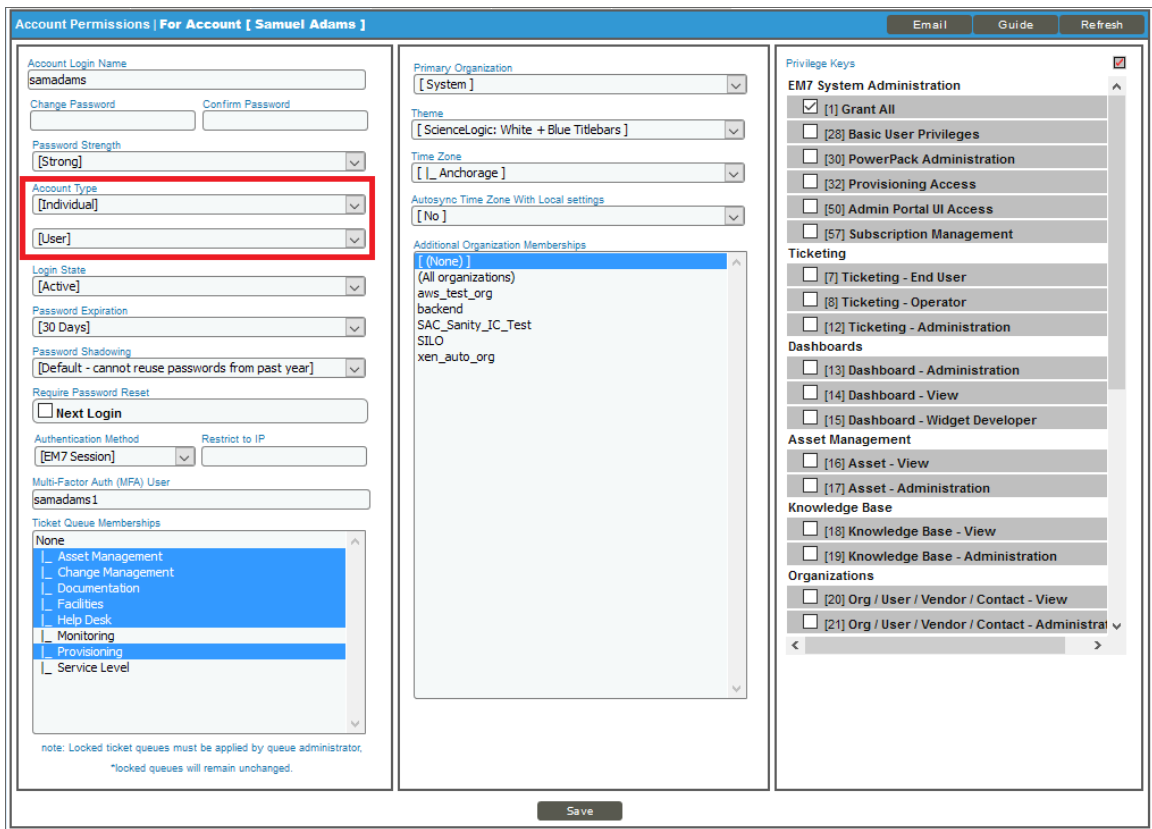 Account Permissions | For Account [ Samuel Adams ]
Email Guide Refresh
Account Login Name
samadams
Change Password Confirm Password
Password Strength
[Strong]
Account Type
[Individual]
[User]
Login State
[Active]
Password Expiration
[30 Days]
Password Shadowing
[Default - cannot reuse passwords from past year]
Require Password Reset
Next Login
Authentication Method Restrict to IP
[EM7 Session]
Multi-Factor Auth (MFA) User
samadams1
Ticket Queue Memberships
None
|_ Asset Management
|_ Change Management
|_ Documentation
|_ Facilities
|_ Help Desk
|_ Monitoring
|_ Provisioning
|_ Service Level
note: Locked ticket queues must be applied by queue administrator,
*locked queues will remain unchanged.
Primary Organization
[ System ]
Theme
[ ScienceLogic: White + Blue Titlebars ]
Time Zone
[ |_ Anchorage ]
Autosync Time Zone With Local settings
[ No ]
Additional Organization Memberships
[ (None) ]
(All organizations)
aws_test_org
backend
SAC_Sanity_IC_Test
SILO
xen_auto_org
Privilege Keys
EM7 System Administration
[1] Grant All
[28] Basic User Privileges
[30] PowerPack Administration
[32] Provisioning Access
[50] Admin Portal UI Access
[57] Subscription Management
Ticketing
[7] Ticketing - End User
[8] Ticketing - Operator
[12] Ticketing - Administration
Dashboards
[13] Dashboard - Administration
[14] Dashboard - View
[15] Dashboard - Widget Developer
Asset Management
[16] Asset - View
[17] Asset - Administration
Knowledge Base
[18] Knowledge Base - View
[19] Knowledge Base - Administration
Organizations
[20] Org / User / Vendor / Contact - View
[21] Org / User / Vendor / Contact - Administrat
Save